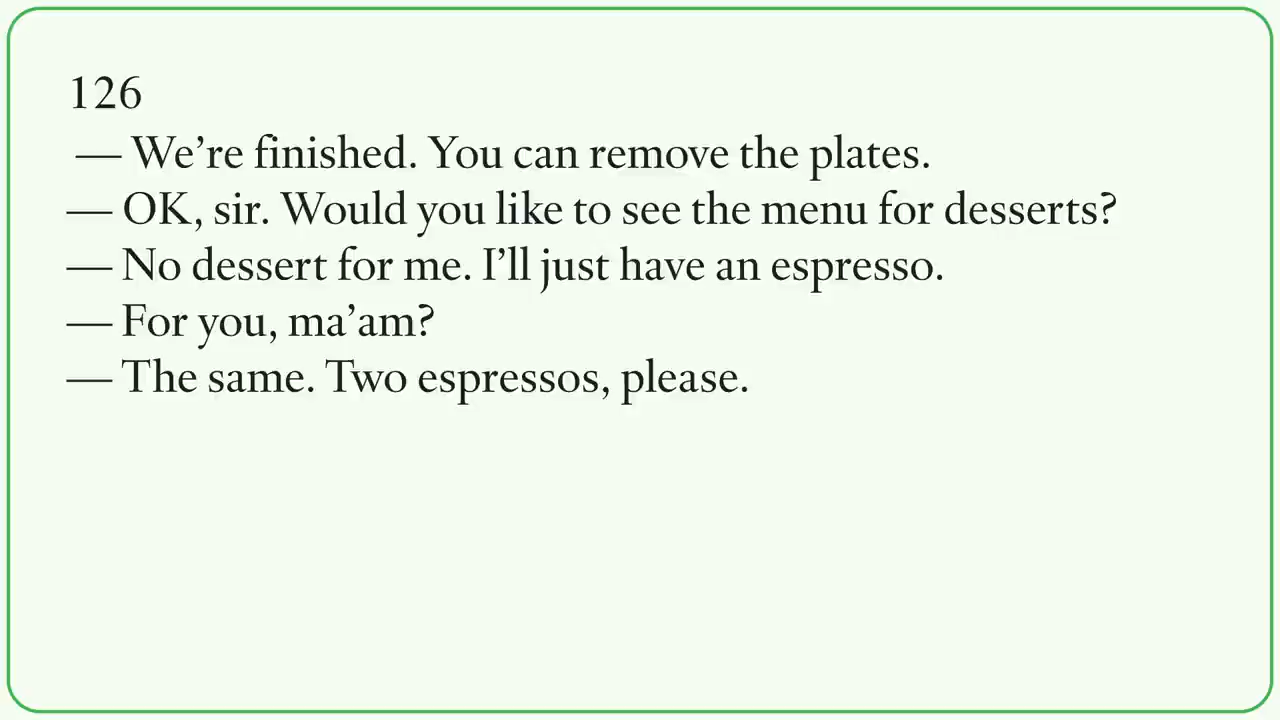 126
— We’re finished. You can remove the plates.
— OK, sir. Would you like to see the menu for desserts?
— No dessert for me. I’ll just have an espresso.
— For you, ma’am?
— The same. Two espressos, please.